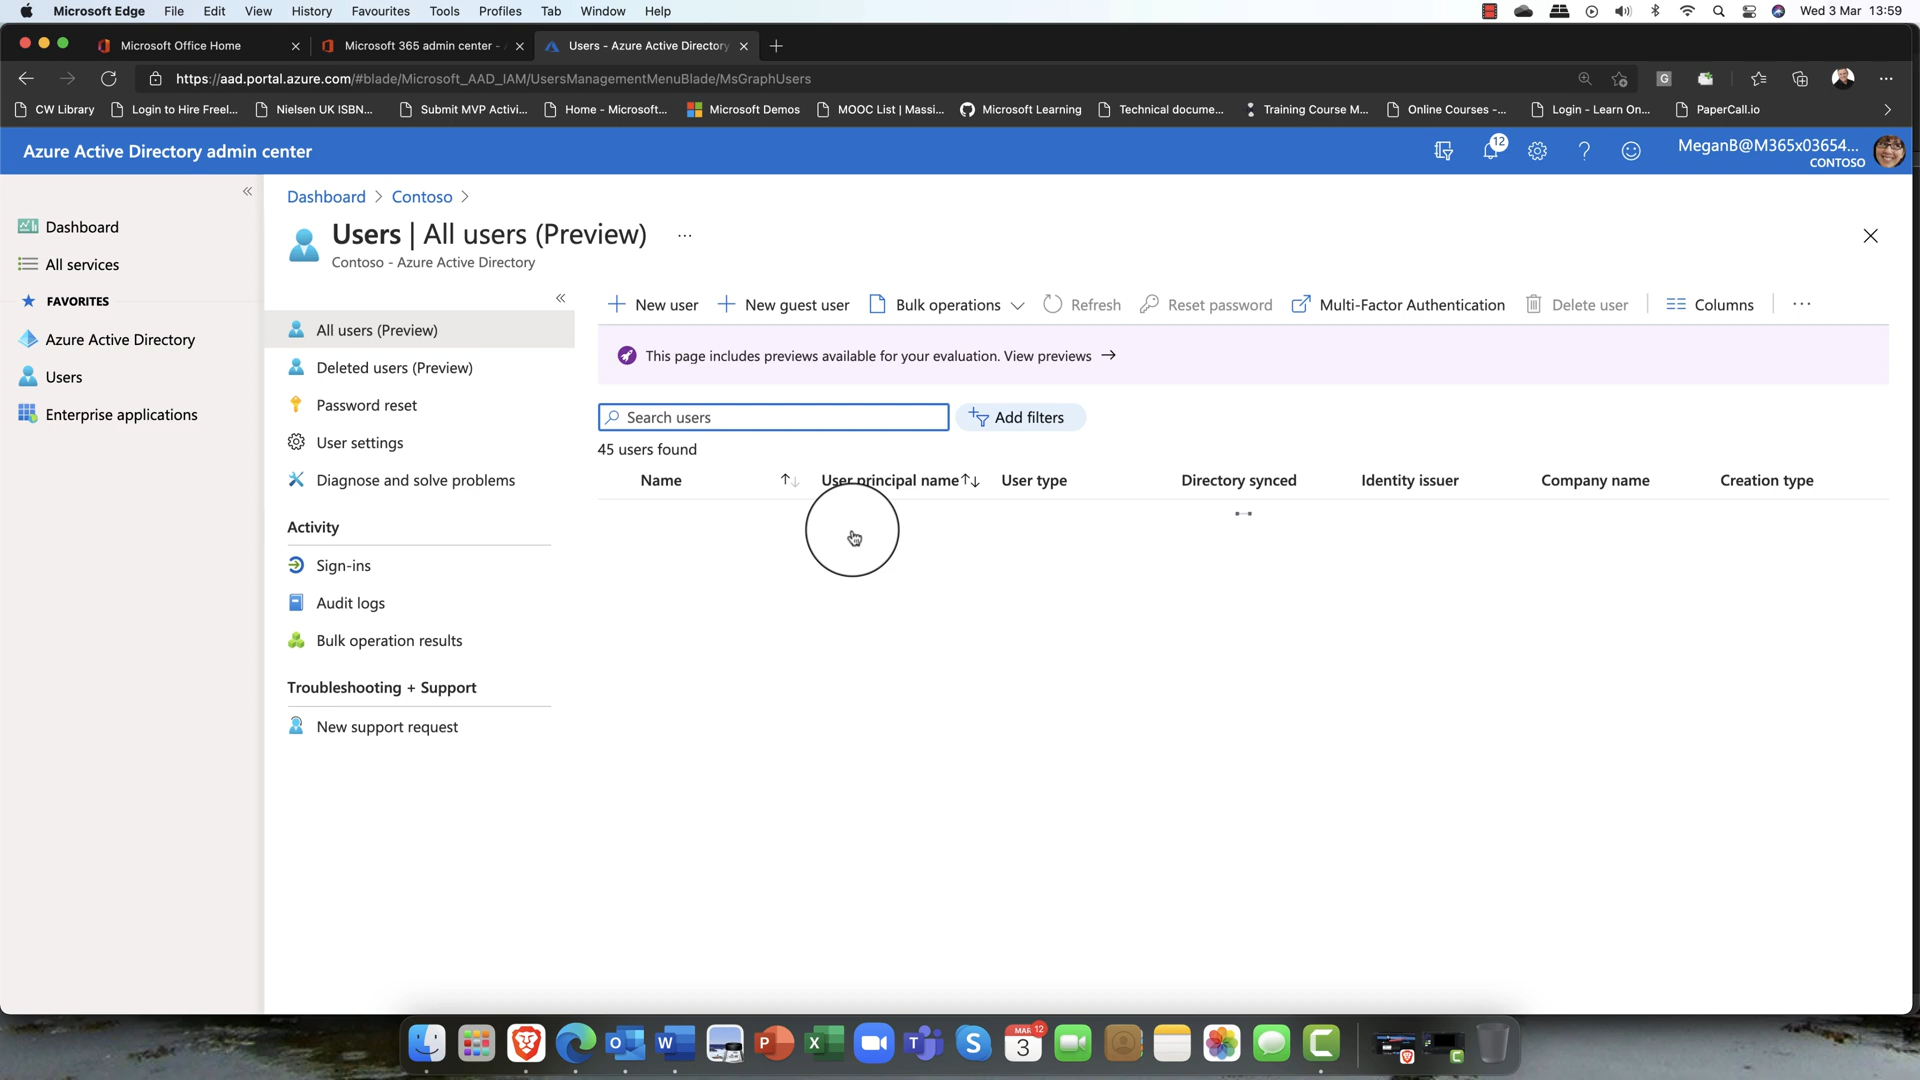 Microsoft Edge File Edit View History Favourites Tools Profiles Tab Window Help Wed 3 Mar 13:59
Microsoft Office Home Microsoft 365 admin center - Users - Azure Active Directory
https://aad.portal.azure.com/#blade/Microsoft_AAD_IAM/UsersManagementMenuBlade/MsGraphUsers
CW Library Login to Hire Freel... Nielsen UK ISBN... Submit MVP Activi... Home - Microsoft... Microsoft Demos MOOC List | Massi... Microsoft Learning Technical docume... Training Course M... Online Courses -... Login - Learn On... PaperCall.io
Azure Active Directory admin center 12 MeganB@M365x03654...
CONTOSO
Dashboard > Contoso >
Users | All users (Preview) ...
Contoso - Azure Active Directory
Dashboard
All services
FAVORITES
Azure Active Directory
Users
Enterprise applications
All users (Preview)
Deleted users (Preview)
Password reset
User settings
Diagnose and solve problems
Activity
Sign-ins
Audit logs
Bulk operation results
Troubleshooting + Support
New support request
New user New guest user Bulk operations Refresh Reset password Multi-Factor Authentication Delete user Columns ...
This page includes previews available for your evaluation. View previews →
Search users Add filters
45 users found
Name User principal name User type Directory synced Identity issuer Company name Creation type
MAR 12
3